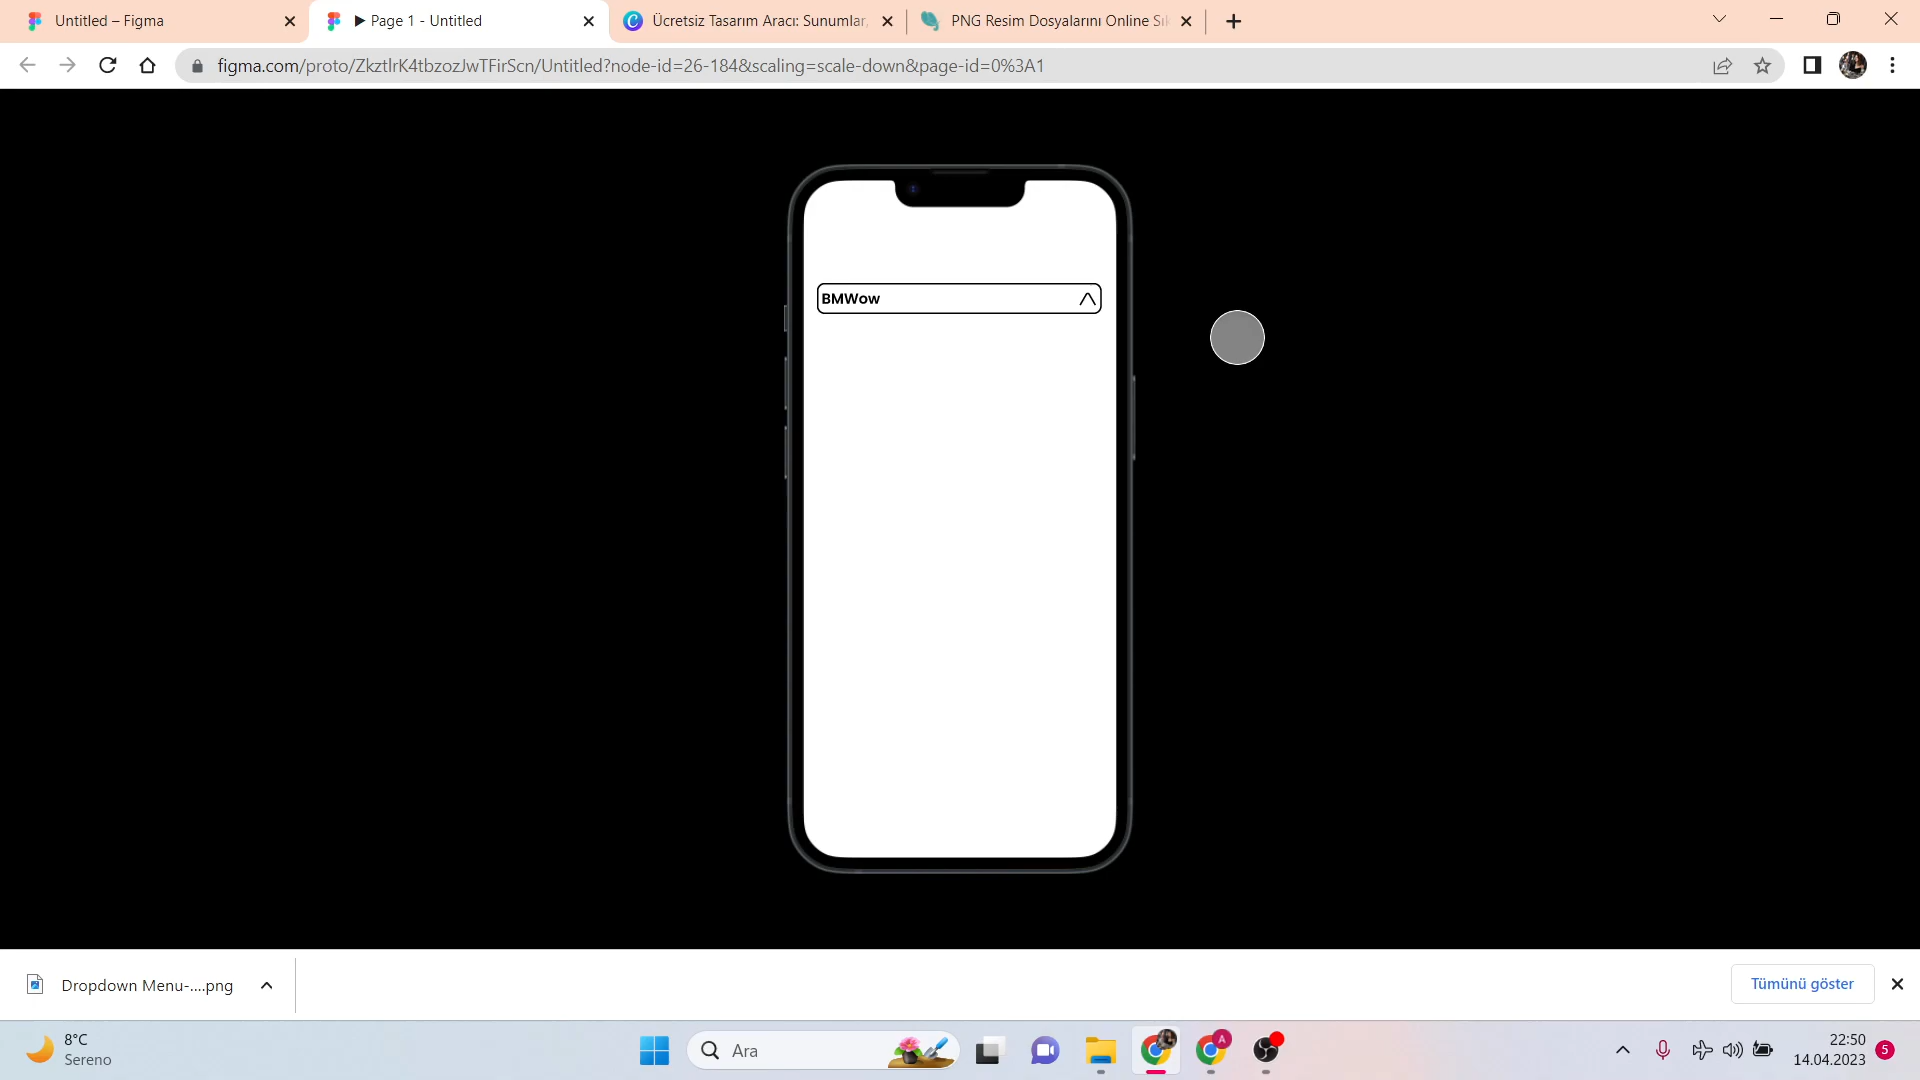 Untitled – Figma
▶ Page 1 - Untitled
Ücretsiz Tasarım Aracı: Sunumlar,
PNG Resim Dosyalarını Online Sık
figma.com/proto/ZkztlrK4tbzozJwTFirScn/Untitled?node-id=26-184&scaling=scale-down&page-id=0%3A1
BMWow
Dropdown Menu-....png
Tümünü göster
8°C
Sereno
Ara
A
22:50
14.04.2023
5